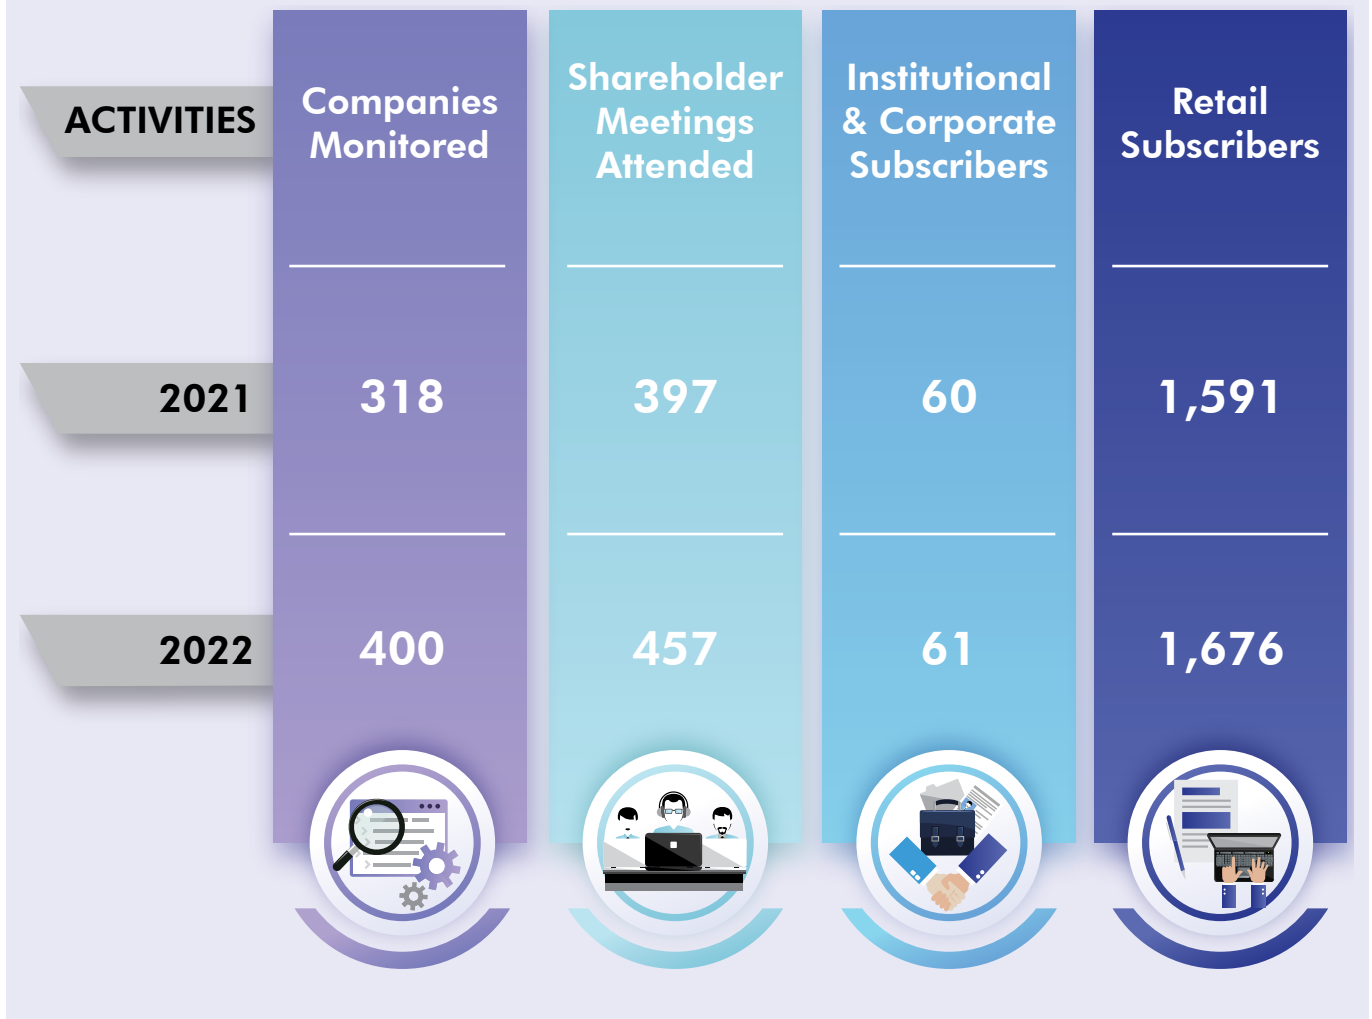 ACTIVITIES
Companies
Monitored
Shareholder
Meetings
Attended
Institutional
& Corporate
Subscribers
Retail
Subscribers
2021
318
397
60
1,591
2022
400
457
61
1,676